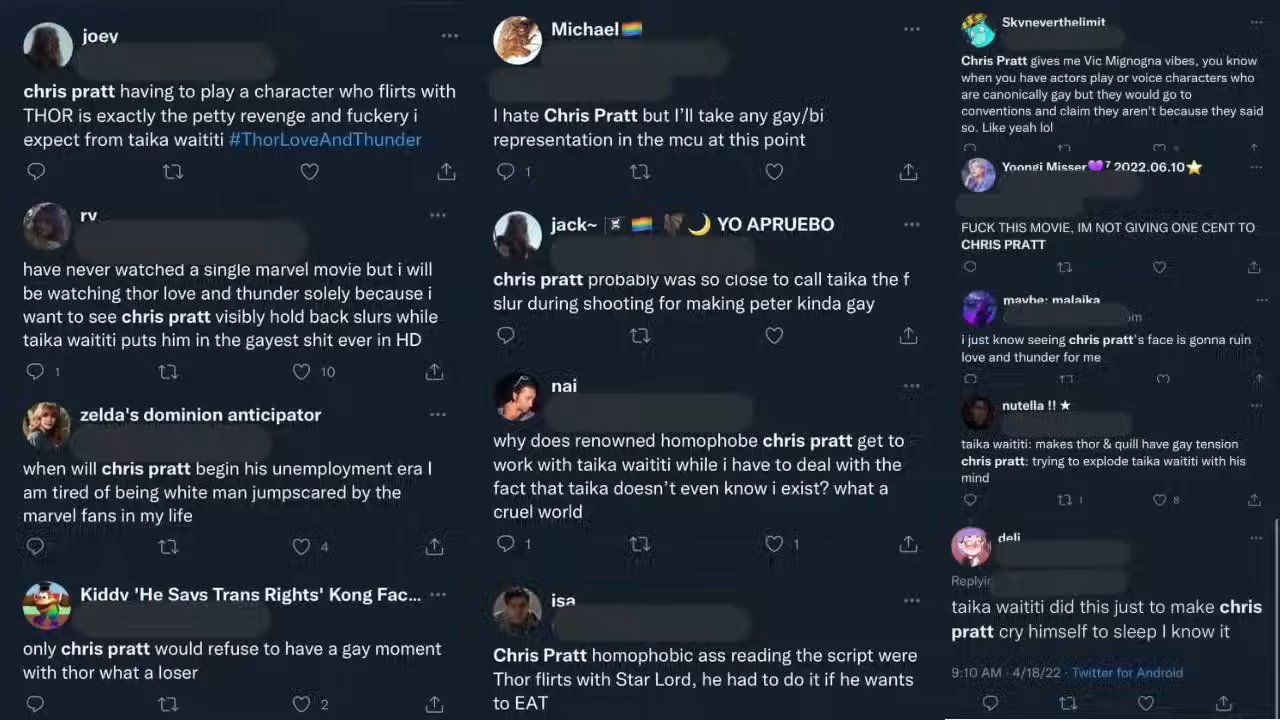 joey
chris pratt having to play a character who flirts with
THOR is exactly the petty revenge and fuckery i
expect from taika waititi #ThorLoveAndThunder
rv
have never watched a single marvel movie but i will
be watching thor love and thunder solely because i
want to see chris pratt visibly hold back slurs while
taika waititi puts him in the gayest shit ever in HD
1
10
zelda's dominion anticipator
when will chris pratt begin his unemployment era I
am tired of being white man jumpscared by the
marvel fans in my life
4
Kiddy 'He Says Trans Rights' Kong Fac...
only chris pratt would refuse to have a gay moment
with thor what a loser
2
Michael🏳️‍🌈
I hate Chris Pratt but I'll take any gay/bi
representation in the mcu at this point
1
jack~ 🏳️‍🌈 🌙 YO APRUEBO
chris pratt probably was so close to call taika the f
slur during shooting for making peter kinda gay
nai
why does renowned homophobe chris pratt get to
work with taika waititi while i have to deal with the
fact that taika doesn't even know i exist? what a
cruel world
1
1
isa
Chris Pratt homophobic ass reading the script were
Thor flirts with Star Lord, he had to do it if he wants
to EAT
Skyneverthelimit
Chris Pratt gives me Vic Mignogna vibes, you know
when you have actors play or voice characters who
are canonically gay but they would go to
conventions and claim they aren't because they said
so. Like yeah lol
Yoongi Misser💜⁷ 2022.06.10⭐
FUCK THIS MOVIE, IM NOT GIVING ONE CENT TO
CHRIS PRATT
maybe: malaika
i just know seeing chris pratt's face is gonna ruin
love and thunder for me
nutella !! ★
taika waititi: makes thor & quill have gay tension
chris pratt: trying to explode taika waititi with his
mind
1
8
deli
Replyin
taika waititi did this just to make chris
pratt cry himself to sleep I know it
9:10 AM · 4/18/22 · Twitter for Android